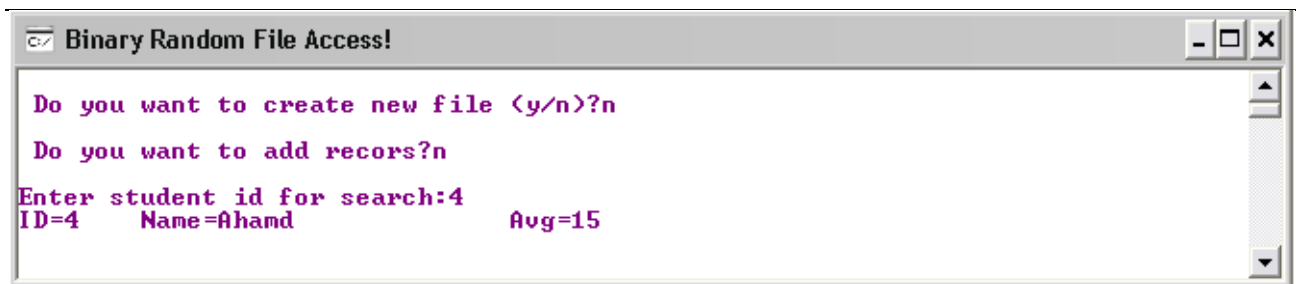 Binary Random File Access!
Do you want to create new file (y/n)?n
Do you want to add recors?n
Enter student id for search:4
ID=4 Name=Ahamd Avg=15